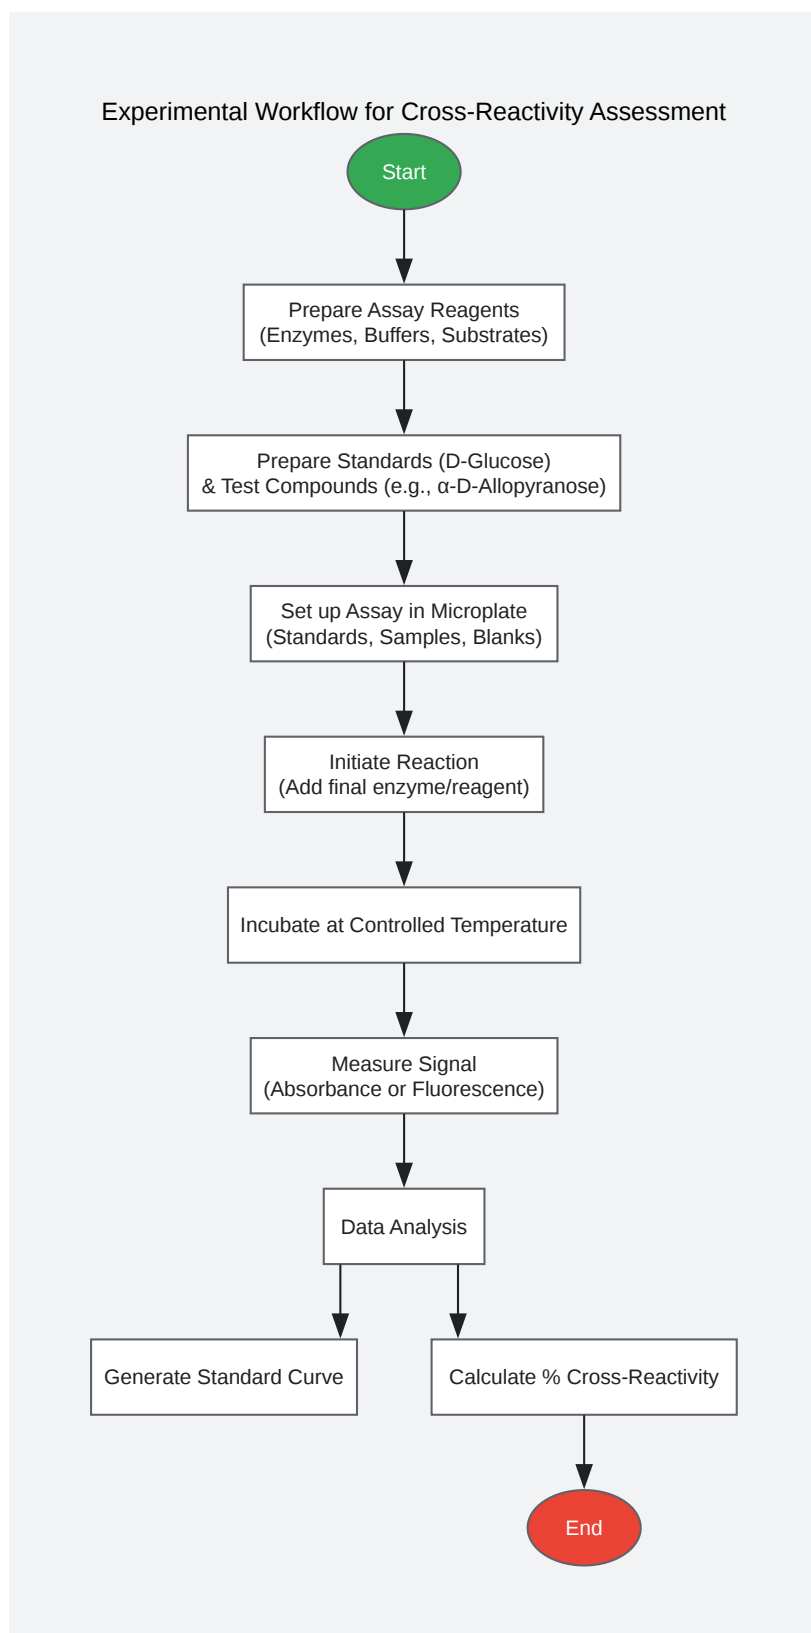 Experimental Workflow for Cross-Reactivity Assessment
Start
Prepare Assay Reagents
(Enzymes, Buffers, Substrates)
Prepare Standards (D-Glucose)
& Test Compounds (e.g., α-D-Allopyranose)
Set up Assay in Microplate
(Standards, Samples, Blanks)
Initiate Reaction
(Add final enzyme/reagent)
Incubate at Controlled Temperature
Measure Signal
(Absorbance or Fluorescence)
Data Analysis
Generate Standard Curve
Calculate % Cross-Reactivity
End